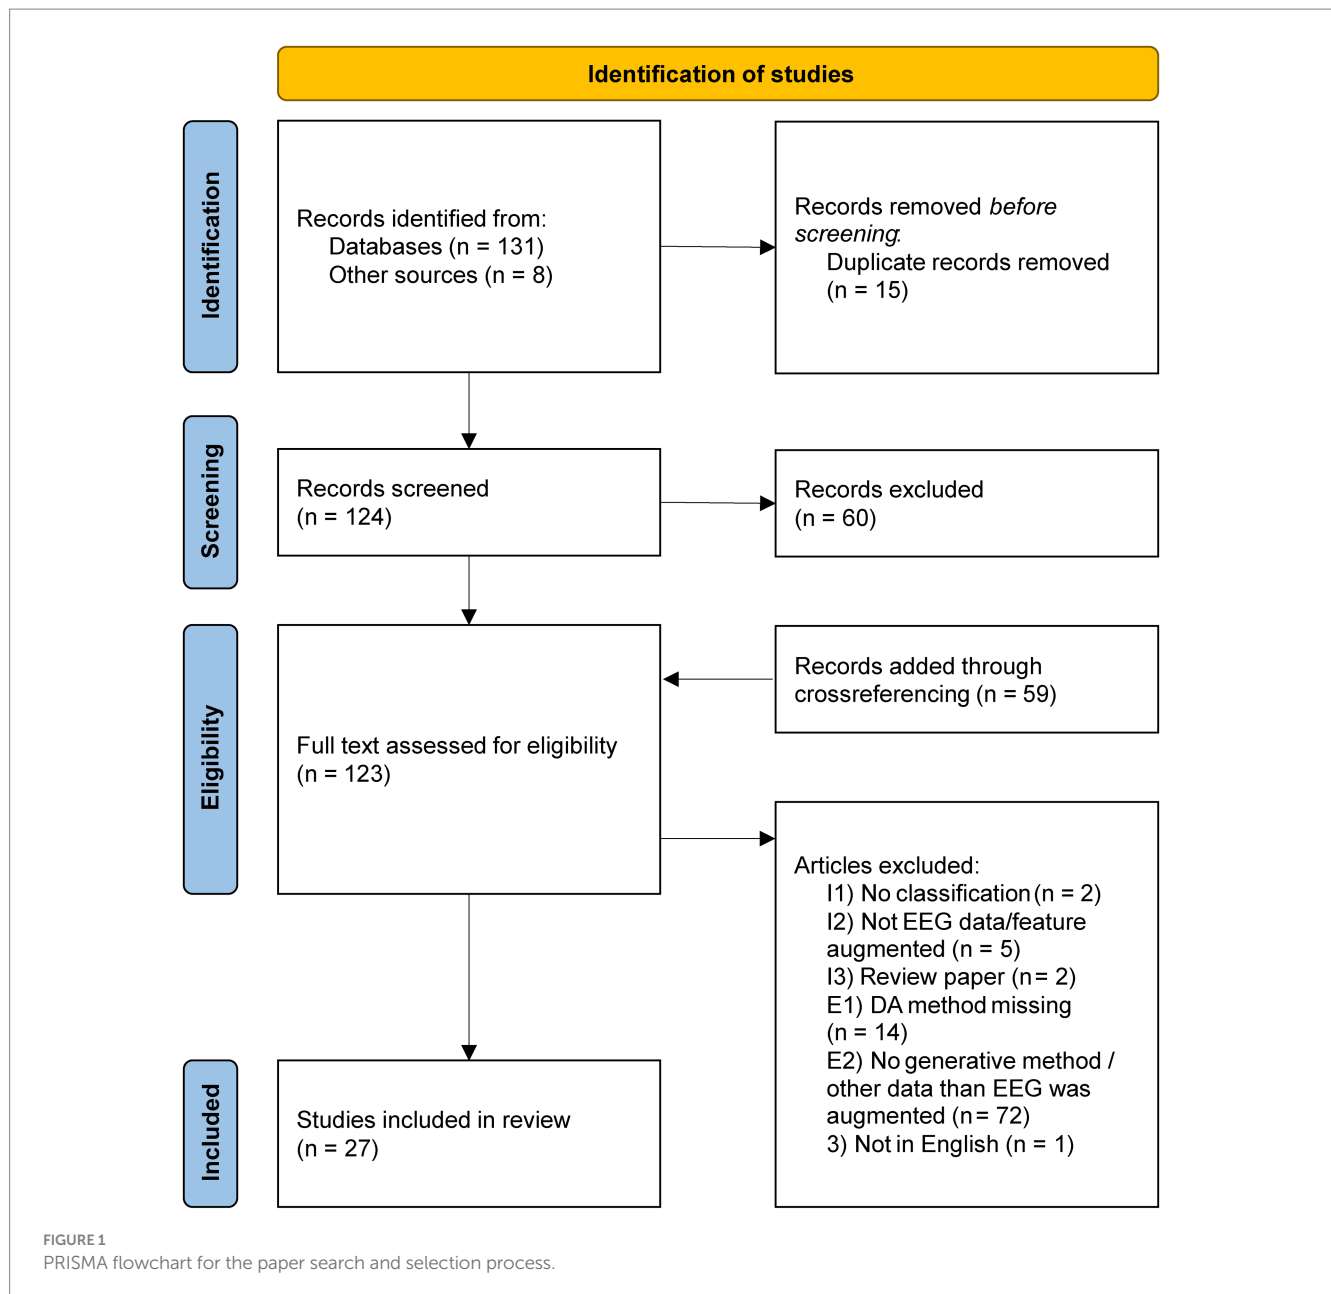 Identification of studies
Identification
Records identified from:
Databases (n = 131)
Other sources (n = 8)
Records removed before
screening:
Duplicate records removed
(n = 15)
Screening
Records screened
(n = 124)
Records excluded
(n = 60)
Eligibility
Full text assessed for eligibility
(n = 123)
Records added through
crossreferencing (n = 59)
Articles excluded:
I1) No classification (n = 2)
I2) Not EEG data/feature
augmented (n = 5)
I3) Review paper (n = 2)
E1) DA method missing
(n = 14)
E2) No generative method /
other data than EEG was
augmented (n = 72)
3) Not in English (n = 1)
Included
Studies included in review
(n = 27)
FIGURE 1
PRISMA flowchart for the paper search and selection process.